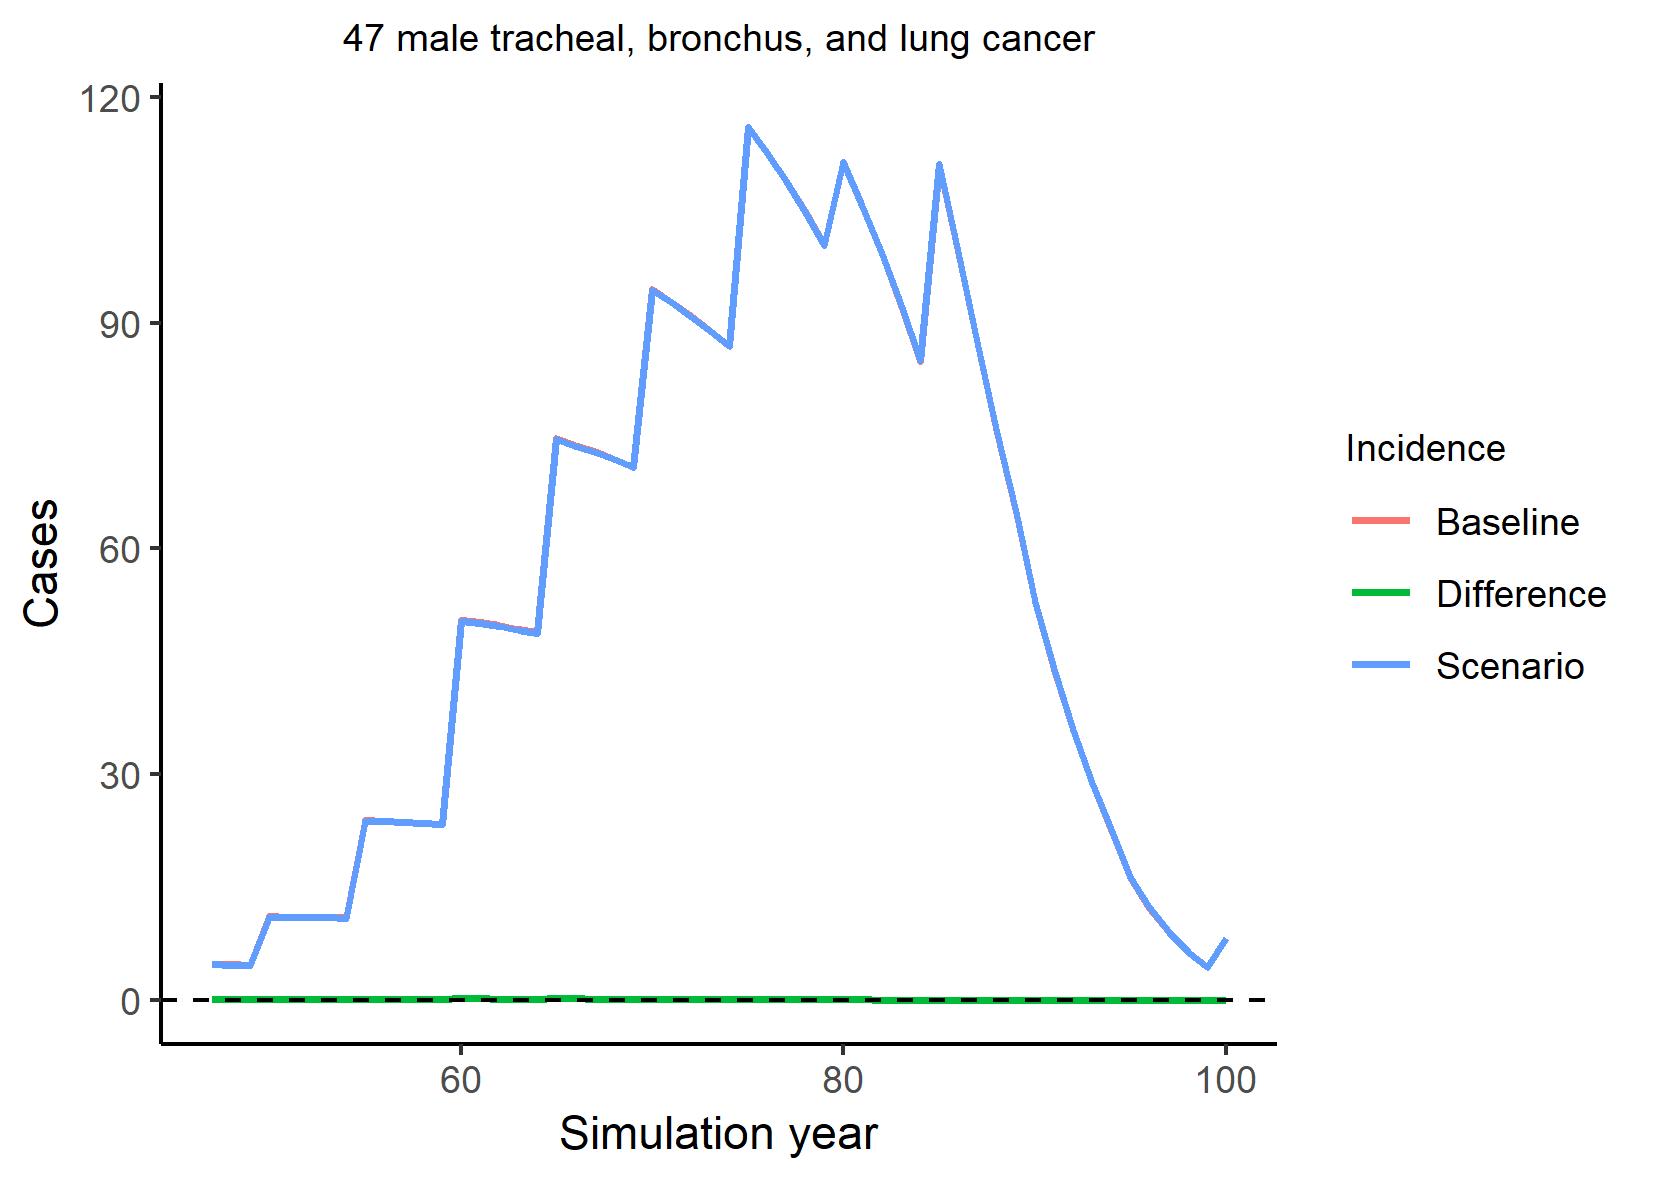 47 male tracheal, bronchus, and lung cancer
120
90
60
30
0
Cases
60
80
100
Simulation year
Incidence
Baseline
Difference
Scenario